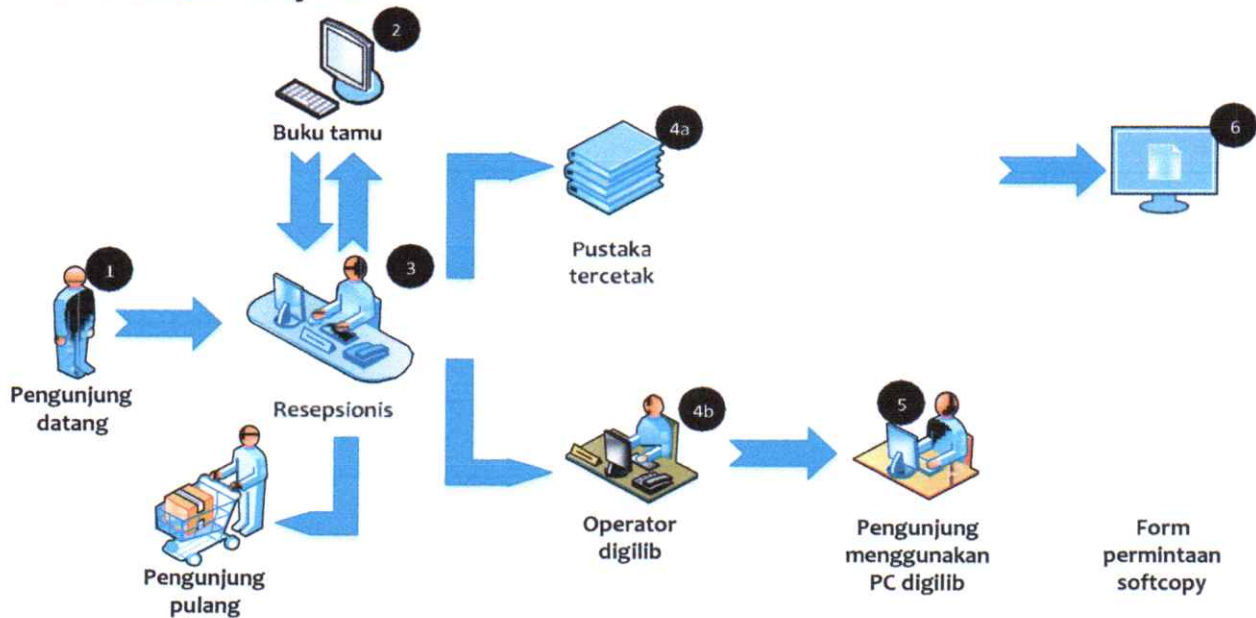 2
Buku tamu
4a
Pustaka
tercetak
6
1
Pengunjung
datang
3
Resepsionis
Pengunjung
pulang
4b
Operator
digilib
5
Pengunjung
menggunakan
PC digilib
Form
permintaan
softcopy